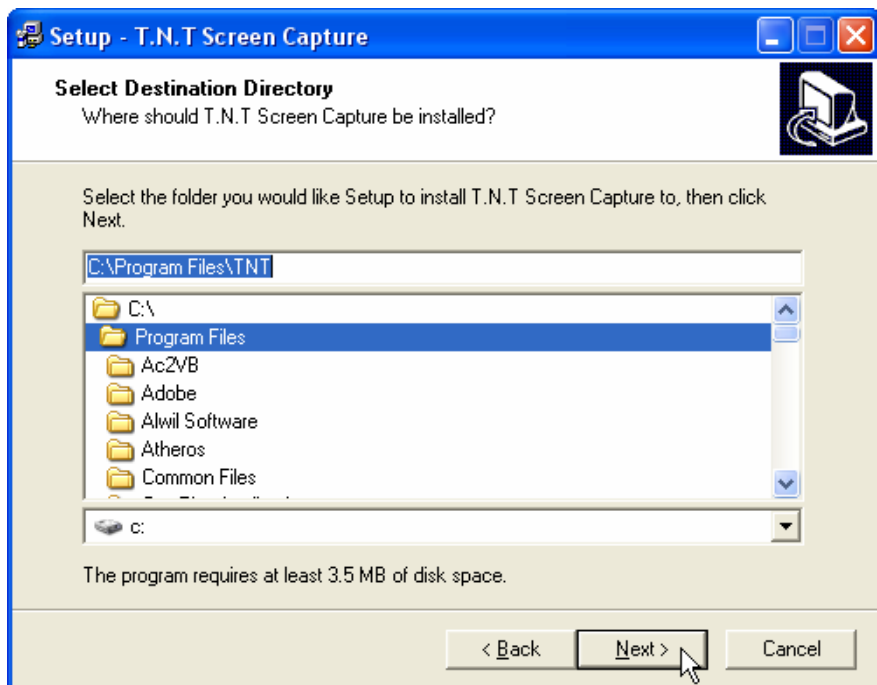 Setup - T.N.T Screen Capture
Select Destination Directory
Where should T.N.T Screen Capture be installed?
Select the folder you would like Setup to install T.N.T Screen Capture to, then click
Next.
C:\Program Files\TNT
C:\
Program Files
Ac2VB
Adobe
Alwil Software
Atheros
Common Files
c:
The program requires at least 3.5 MB of disk space.
< Back
Next >
Cancel